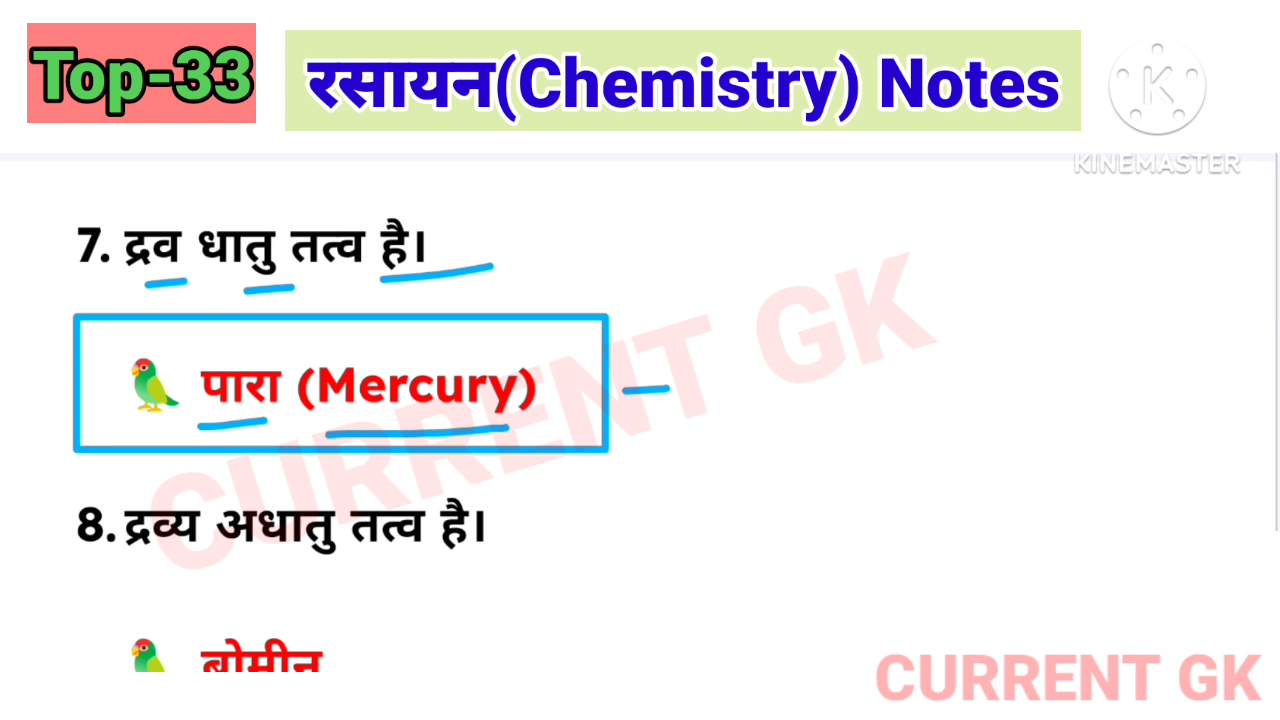 Top-33
रसायन(Chemistry) Notes
KINEMASTER
7. द्रव धातु तत्व है।
पारा (Mercury)
CURRENT GK
8. द्रव्य अधातु तत्व है।
CURRENT GK